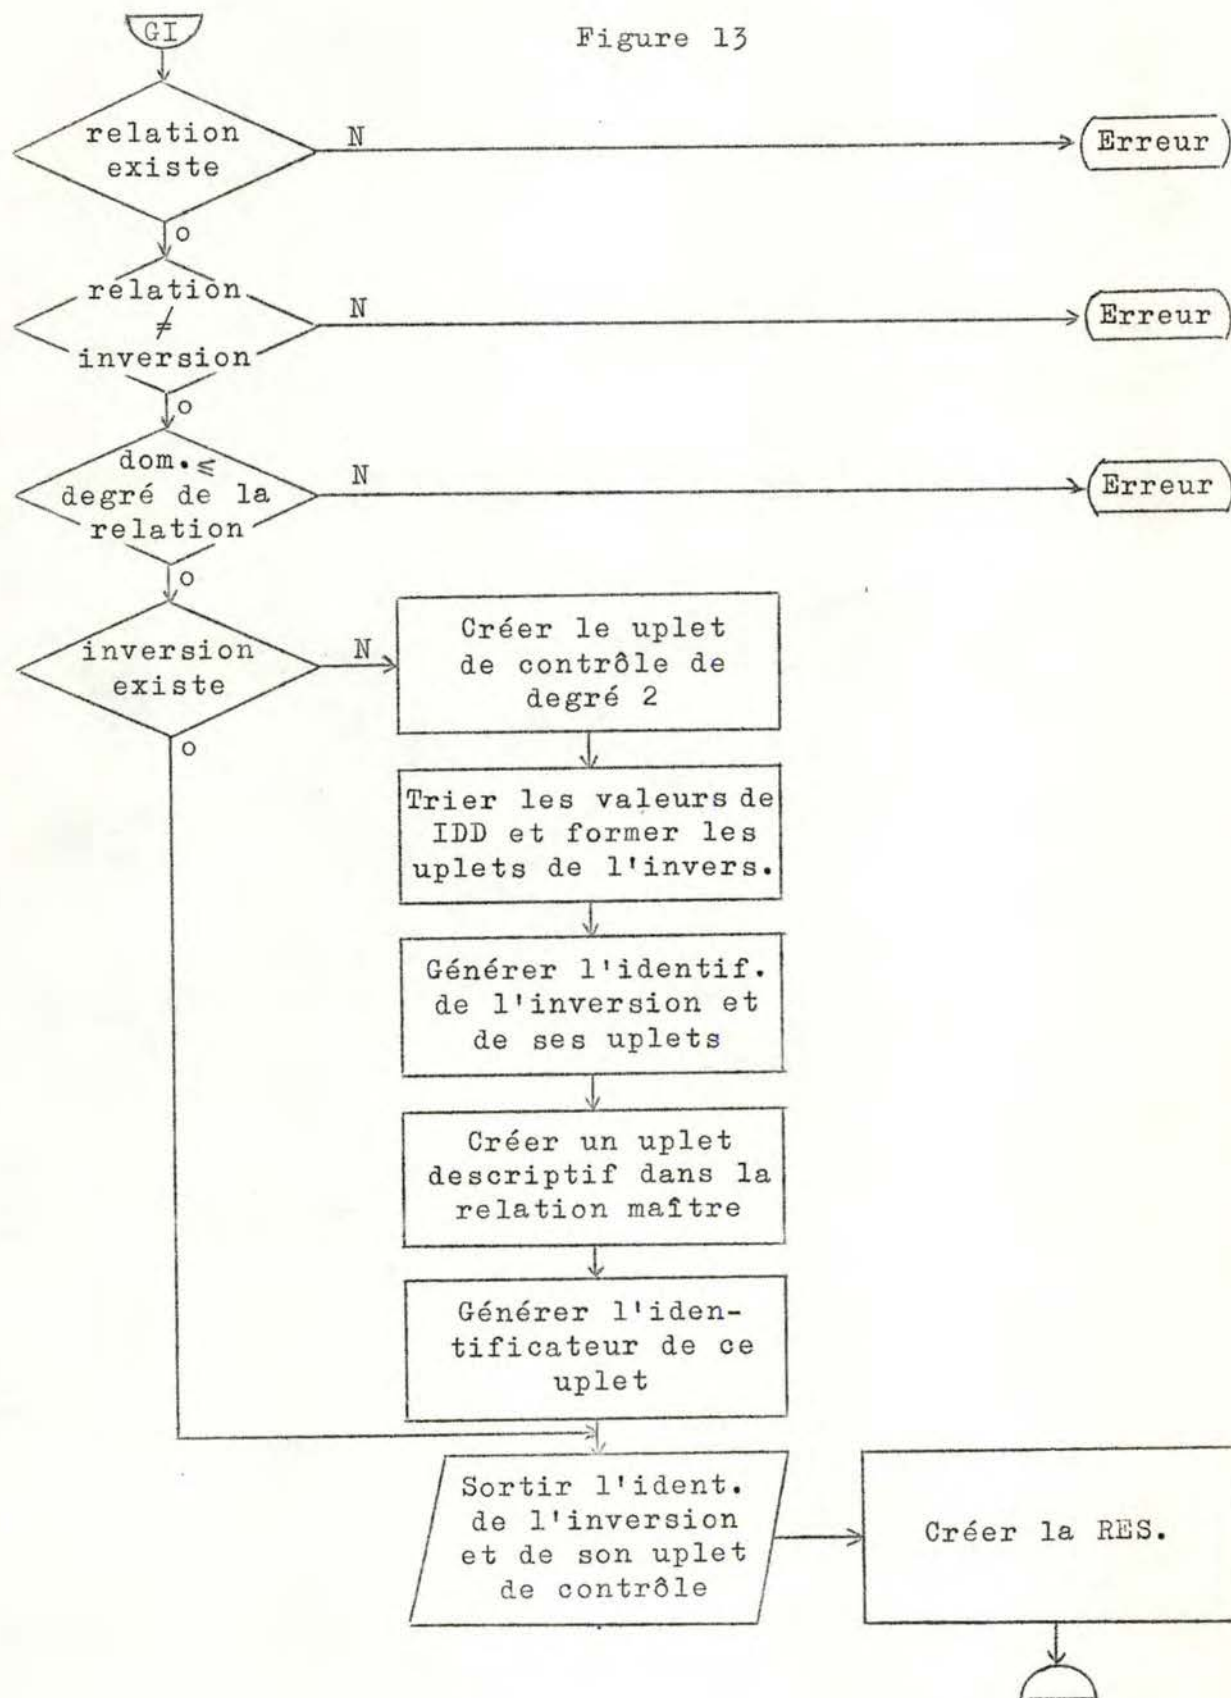 GI
Figure 13
relation
existe
N
Erreur
o
relation
≠
inversion
N
Erreur
o
dom.≤
degré de la
relation
N
Erreur
o
inversion
existe
N
o
Créer le uplet
de contrôle de
degré 2
Trier les valeurs de
IDD et former les
uplets de l'invers.
Générer l'identif.
de l'inversion et
de ses uplets
Créer un uplet
descriptif dans la
relation maître
Générer l'iden-
tificateur de ce
uplet
Sortir l'ident.
de l'inversion
et de son uplet
de contrôle
Créer la RES.